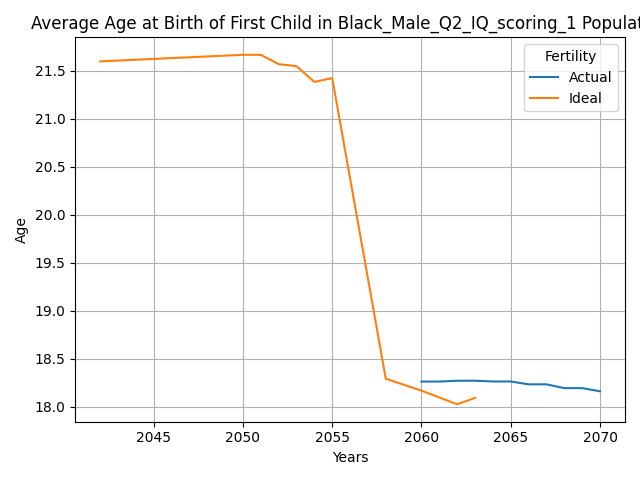 Average Age at Birth of First Child in Black_Male_Q2_IQ_scoring_1 Populat
Fertility
Actual
Ideal
21.5
21.0
20.5
20.0
19.5
19.0
18.5
18.0
Age
2045 2050 2055 2060 2065 2070
Years